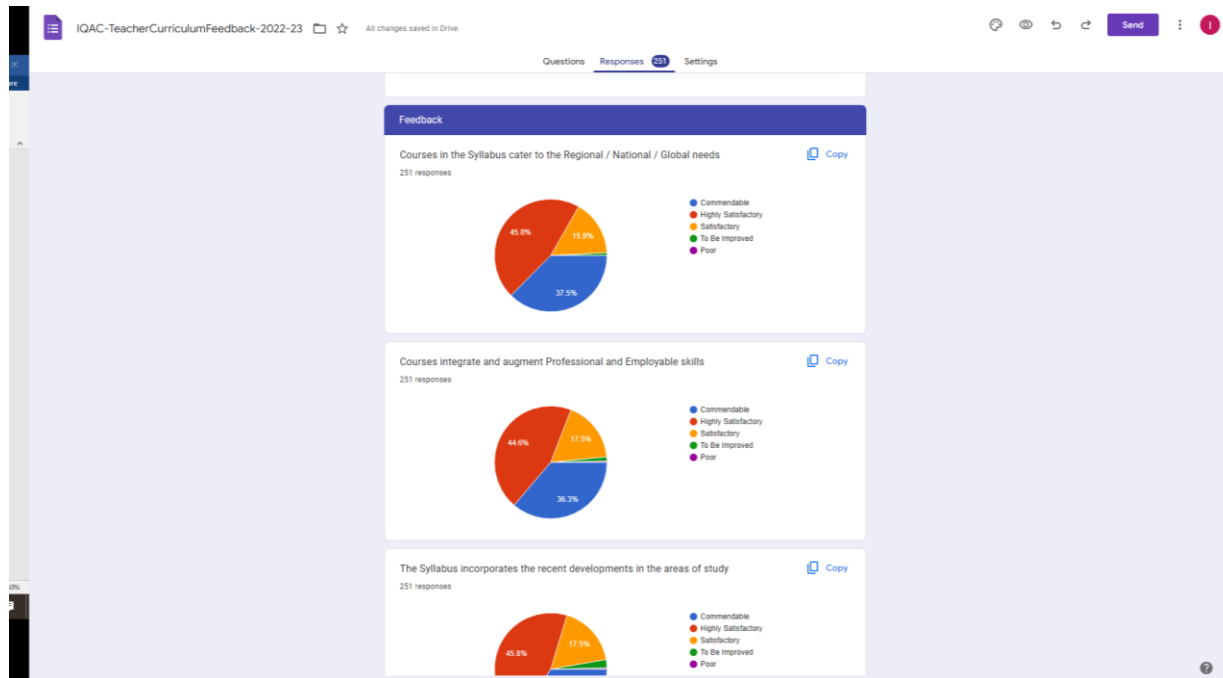 IQAC-TeacherCurriculumFeedback-2022-23 All changes saved in Drive
Send
I
Questions Responses 251 Settings
Feedback
Courses in the Syllabus cater to the Regional / National / Global needs
Copy
251 responses
Commendable
Highly Satisfactory
Satisfactory
To Be Improved
Poor
45.8%
15.9%
37.5%
Courses integrate and augment Professional and Employable skills
Copy
251 responses
Commendable
Highly Satisfactory
Satisfactory
To Be Improved
Poor
44.6%
17.5%
36.3%
The Syllabus incorporates the recent developments in the areas of study
Copy
251 responses
Commendable
Highly Satisfactory
Satisfactory
To Be Improved
Poor
17.5%
45.8%